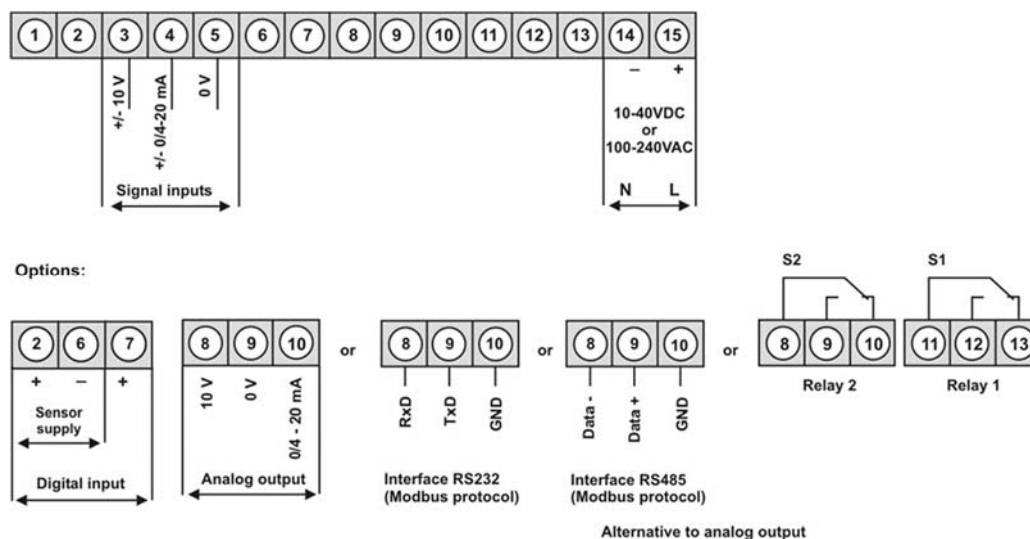 1 2 3 4 5 6 7 8 9 10 11 12 13 14 15
+/- 10 V
+/- 0/4-20 mA
0 V
– +
10-40VDC
or
100-240VAC
N L
Signal inputs
Options:
S2
S1
2 6 7
8 9 10
or
8 9 10
or
8 9 10
or
8 9 10
11 12 13
+ – +
Sensor
supply
Digital input
10 V
0 V
0/4 - 20 mA
Analog output
RxD
TxD
GND
Interface RS232
(Modbus protocol)
Data -
Data +
GND
Interface RS485
(Modbus protocol)
Relay 2
Relay 1
Alternative to analog output